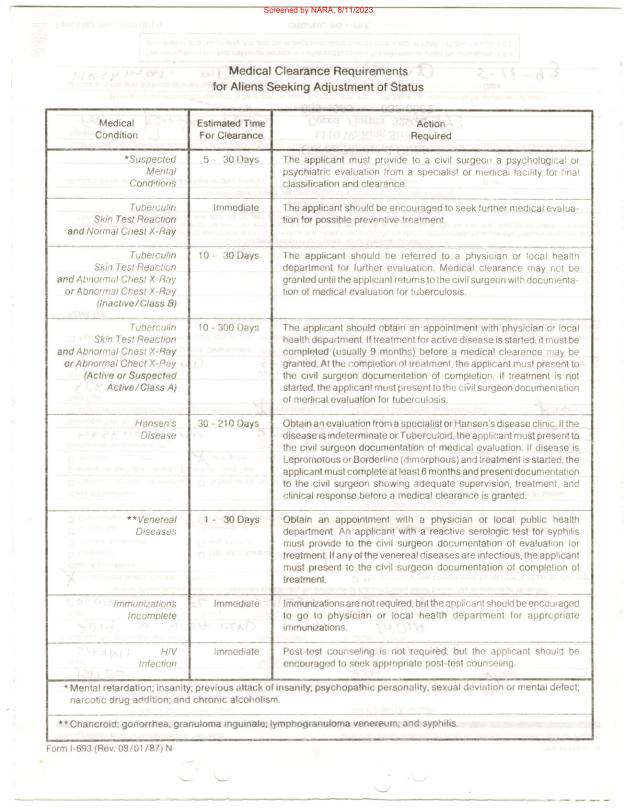 Screened by NARA, 8/11/2023
Medical Clearance Requirements
for Aliens Seeking Adjustment of Status
Medical
Condition
Estimated Time
For Clearance
Action
Required
*Suspected
Mental
Conditions
5 - 30 Days
The applicant must provide to a civil surgeon a psychological or
psychiatric evaluation from a specialist or medical facility for final
classification and clearance.
Tuberculin
Skin Test Reaction
and Normal Chest X-Ray
Immediate
The applicant should be encouraged to seek further medical evalua-
tion for possible preventive treatment.
Tuberculin
Skin Test Reaction
and Abnormal Chest X-Ray
or Abnormal Chest X-Ray
(Inactive/Class B)
10 - 30 Days
The applicant should be referred to a physician or local health
department for further evaluation. Medical clearance may not be
granted until the applicant returns to the civil surgeon with documenta-
tion of medical evaluation for tuberculosis.
Tuberculin
Skin Test Reaction
and Abnormal Chest X-Ray
or Abnormal Chect X-Ray
(Active or Suspected
Active/Class A)
10 - 300 Days
The applicant should obtain an appointment with physician or local
health department. If treatment for active disease is started, it must be
completed (usually 9 months) before a medical clearance may be
granted. At the completion of treatment, the applicant must present to
the civil surgeon documentation of completion. If treatment is not
started, the applicant must present to the civil surgeon documentation
of medical evaluation for tuberculosis.
Hansen's
Disease
30 - 210 Days
Obtain an evaluation from a specialist or Hansen's disease clinic. If the
disease is indeterminate or Tuberculoid, the applicant must present to
the civil surgeon documentation of medical evaluation. If disease is
Lepromotous or Borderline (dimorphous) and treatment is started, the
applicant must complete at least 6 months and present documentation
to the civil surgeon showing adequate supervision, treatment, and
clinical response before a medical clearance is granted.
**Venereal
Diseases
1 - 30 Days
Obtain an appointment with a physician or local public health
department. An applicant with a reactive serologic test for syphilis
must provide to the civil surgeon documentation of evaluation for
treatment. If any of the venereal diseases are infectious, the applicant
must present to the civil surgeon documentation of completion of
treatment.
Immunizations
Incomplete
Immediate
Immunizations are not required, but the applicant should be encouraged
to go to physician or local health department for appropriate
immunizations.
HIV
Infection
Immediate
Post-test counseling is not required, but the applicant should be
encouraged to seek appropriate post-test counseling.
* Mental retardation; insanity; previous attack of insanity; psychopathic personality, sexual deviation or mental defect;
narcotic drug addition; and chronic alcoholism.
** Chancroid; gonorrhea; granuloma inguinale; lymphogranuloma venereum; and syphilis.
Form I-693 (Rev. 09/01/87) N